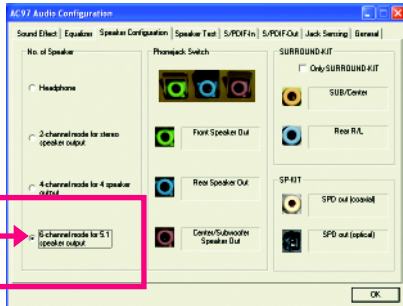 AC97 Audio Configuration
Sound Effect | Equalizer | Speaker Configuration | Speaker Test | S/PDIF-In | S/PDIF-Out | Jack Sensing | General
No. of Speaker
Headphone
2-channel mode for stereo
speaker output
4-channel mode for 4 speaker
output
6-channel mode for 5.1
speaker output
Phonejack Switch
Front Speaker Out
Rear Speaker Out
Center/Subwoofer
Speaker Out
SURROUND-KIT
Only SURROUND-KIT
SUB/Center
Rear R/L
SP-KIT
SPD out (coaxial)
SPD out (optical)
OK